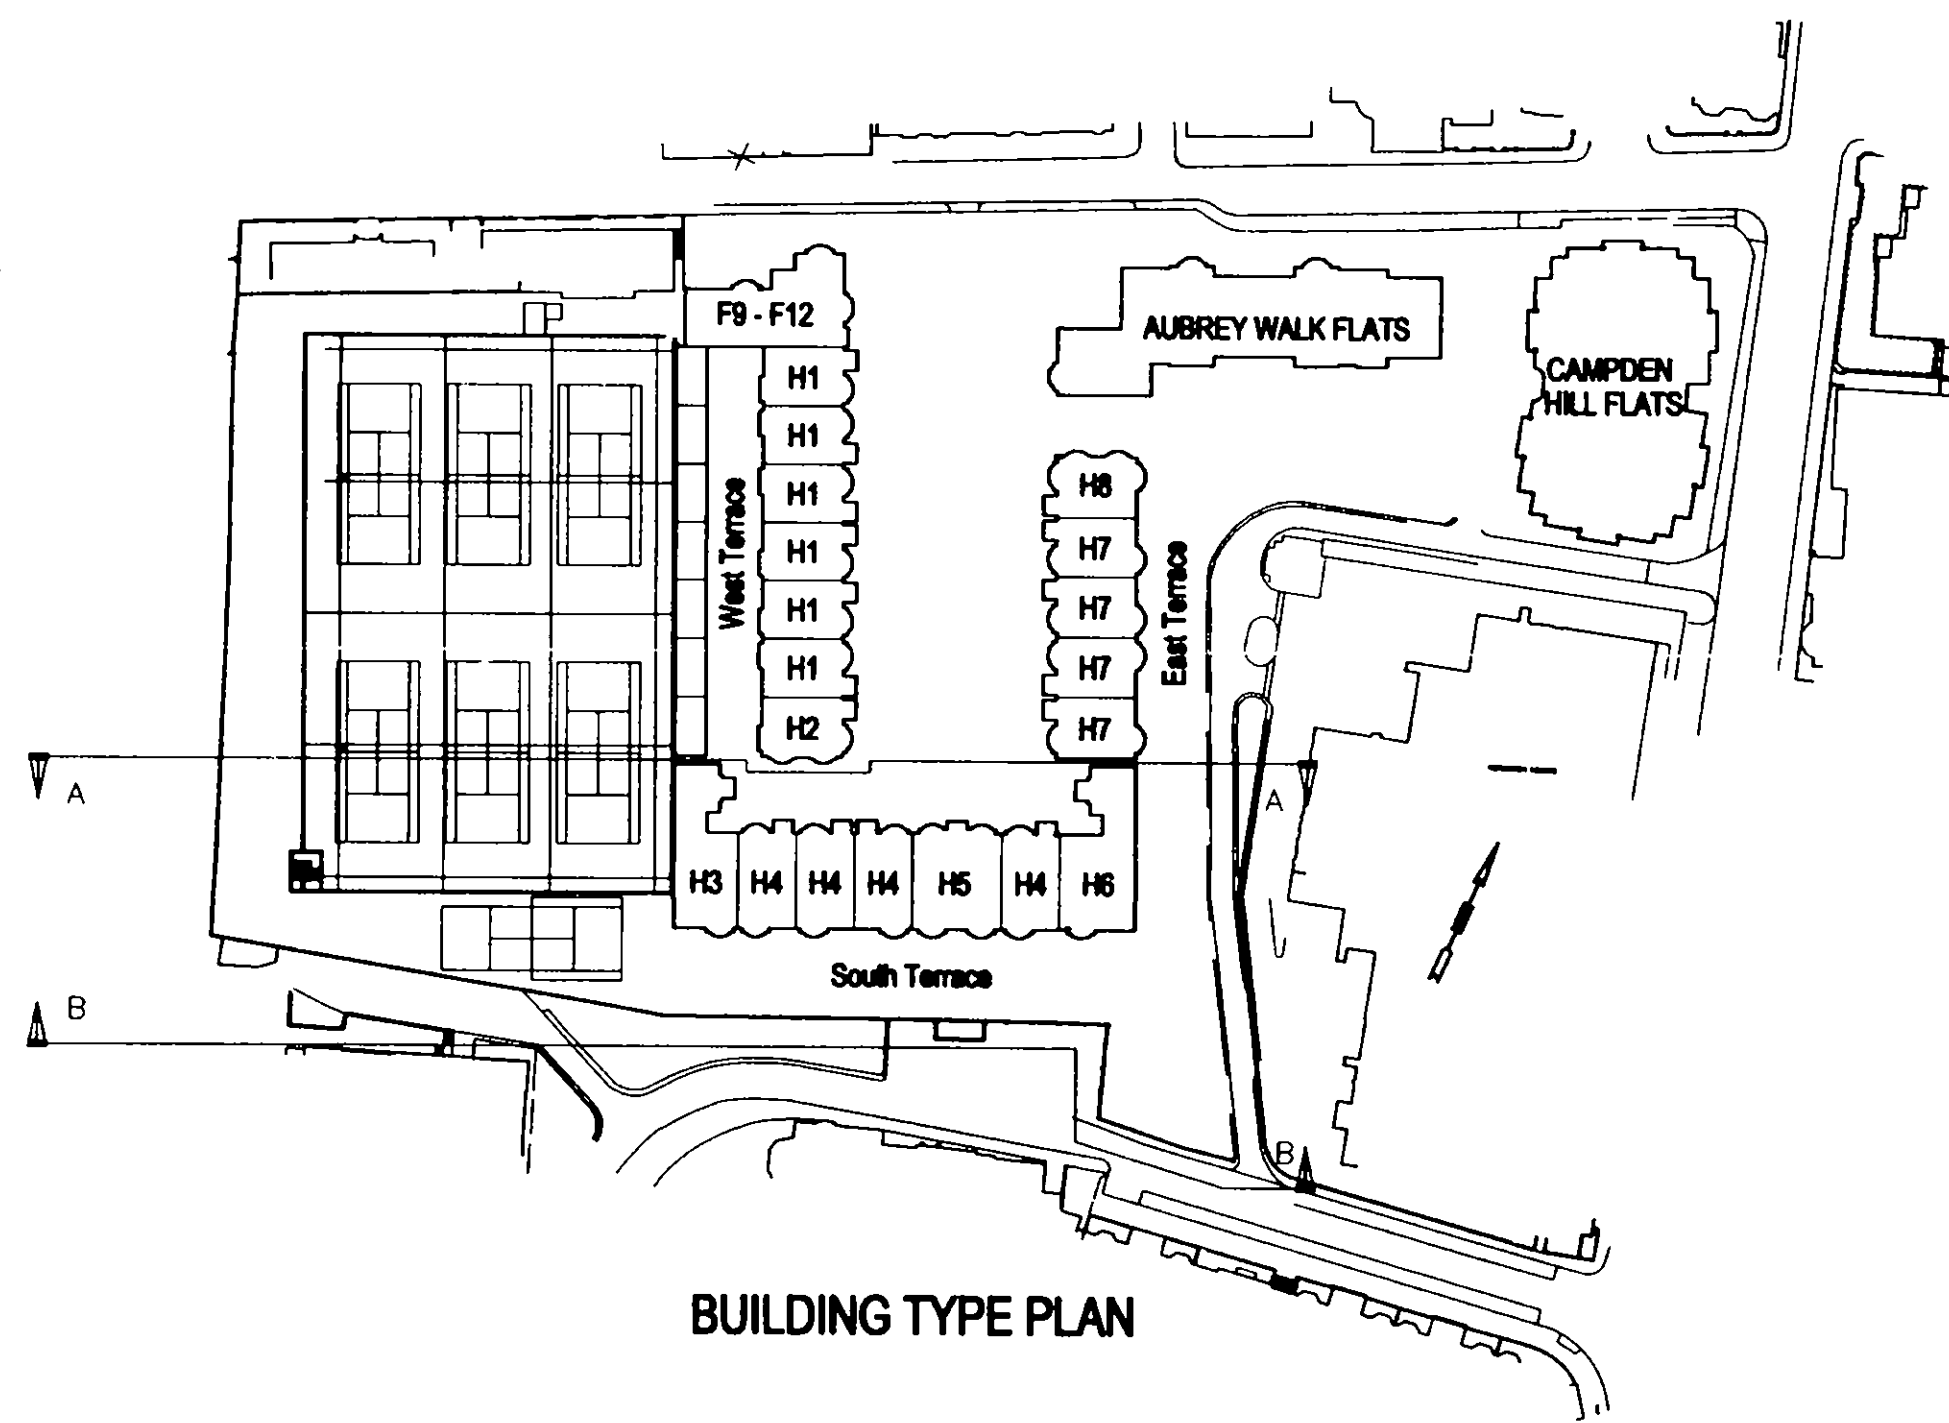 F9 - F12
AUBREY WALK FLATS
CAMPDEN
HILL FLATS
H1
H1
H1
H1
H1
H1
H2
West Terrace
H8
H7
H7
H7
H7
East Terrace
A
A
H3 H4 H4 H4 H5 H4 H6
South Terrace
B
B
BUILDING TYPE PLAN